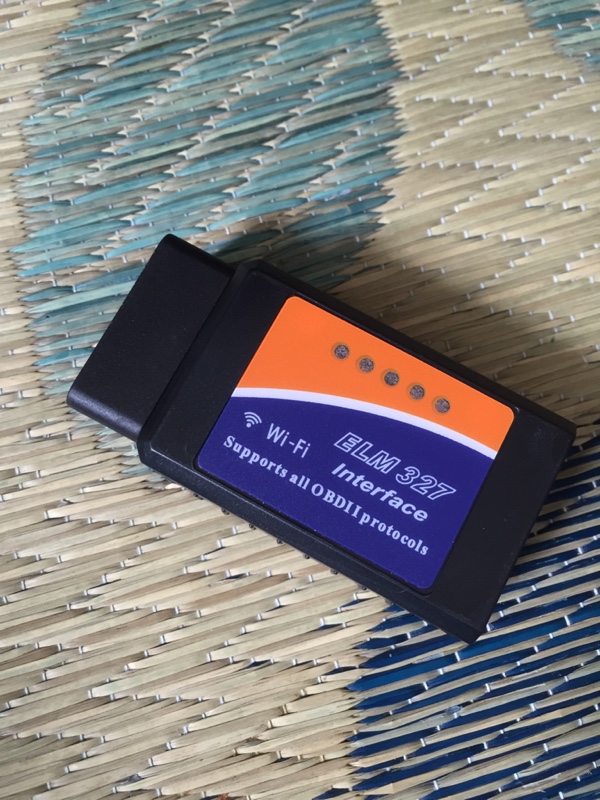 Wi-Fi
ELM 327
Interface
Supports all OBDII protocols